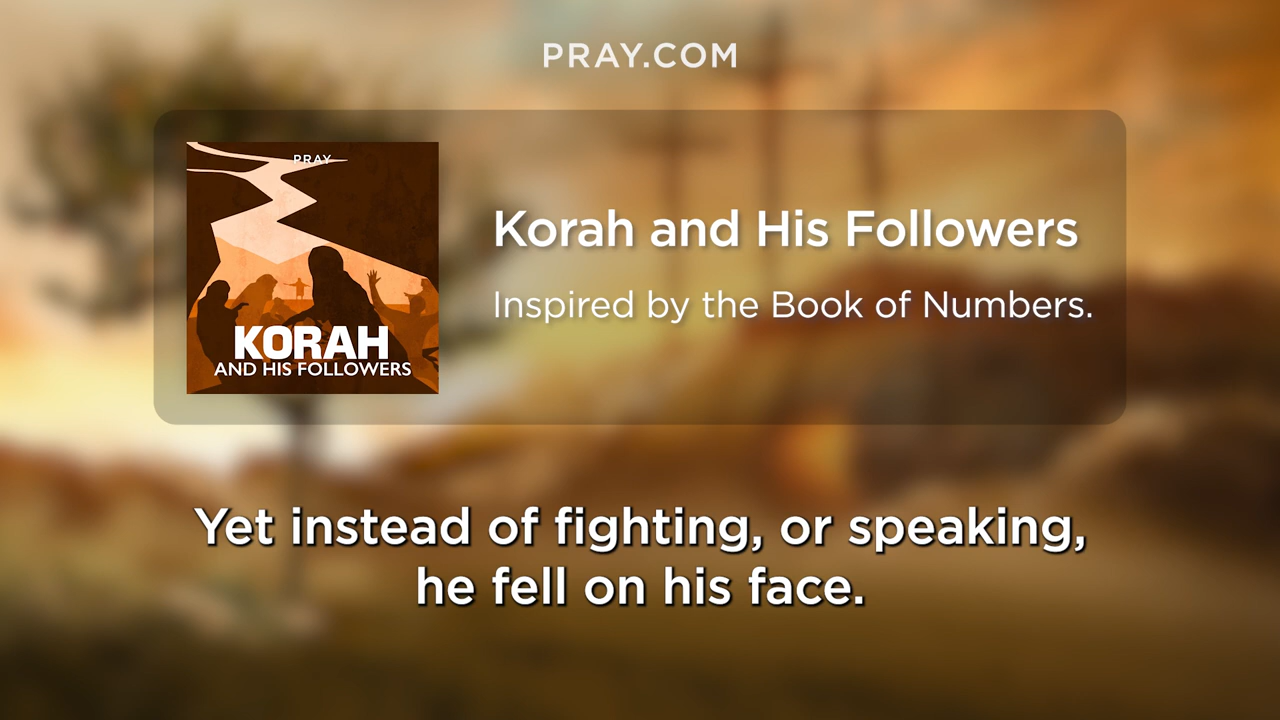 PRAY.COM
PRAY
KORAH
AND HIS FOLLOWERS
Korah and His Followers
Inspired by the Book of Numbers.
Yet instead of fighting, or speaking,
he fell on his face.